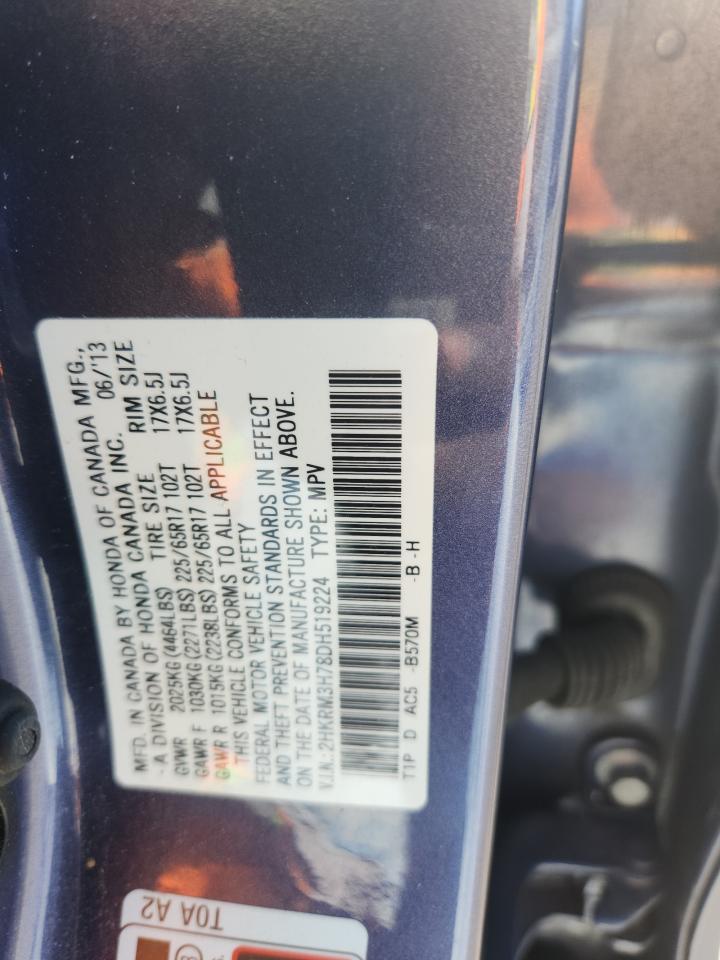 MFD. IN CANADA BY HONDA OF CANADA MFG.,
- A DIVISION OF HONDA CANADA INC. 06/'13
GVWR 2025KG(4464LBS) TIRE SIZE RIM SIZE
GAWR F 1030KG(2271LBS) 225/65R17 102T 17X6.5J
GAWR R 1015KG(2238LBS) 225/65R17 102T 17X6.5J
THIS VEHICLE CONFORMS TO ALL APPLICABLE
FEDERAL MOTOR VEHICLE SAFETY
AND THEFT PREVENTION STANDARDS IN EFFECT
ON THE DATE OF MANUFACTURE SHOWN ABOVE.
V.I.N.: 2HKRM3H78DH519224 TYPE: MPV
T1P D AC5 -B570M -B -H
T0A A2